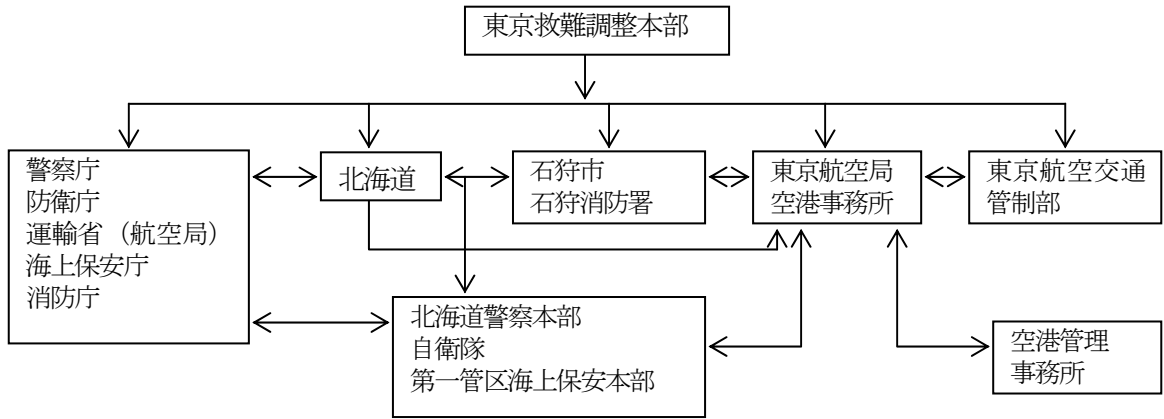 東京救難調整本部
警察庁
防衛庁
運輸省（航空局）
海上保安庁
消防庁
北海道
石狩市
石狩消防署
東京航空局
空港事務所
東京航空交通
管制部
北海道警察本部
自衛隊
第一管区海上保安本部
空港管理
事務所